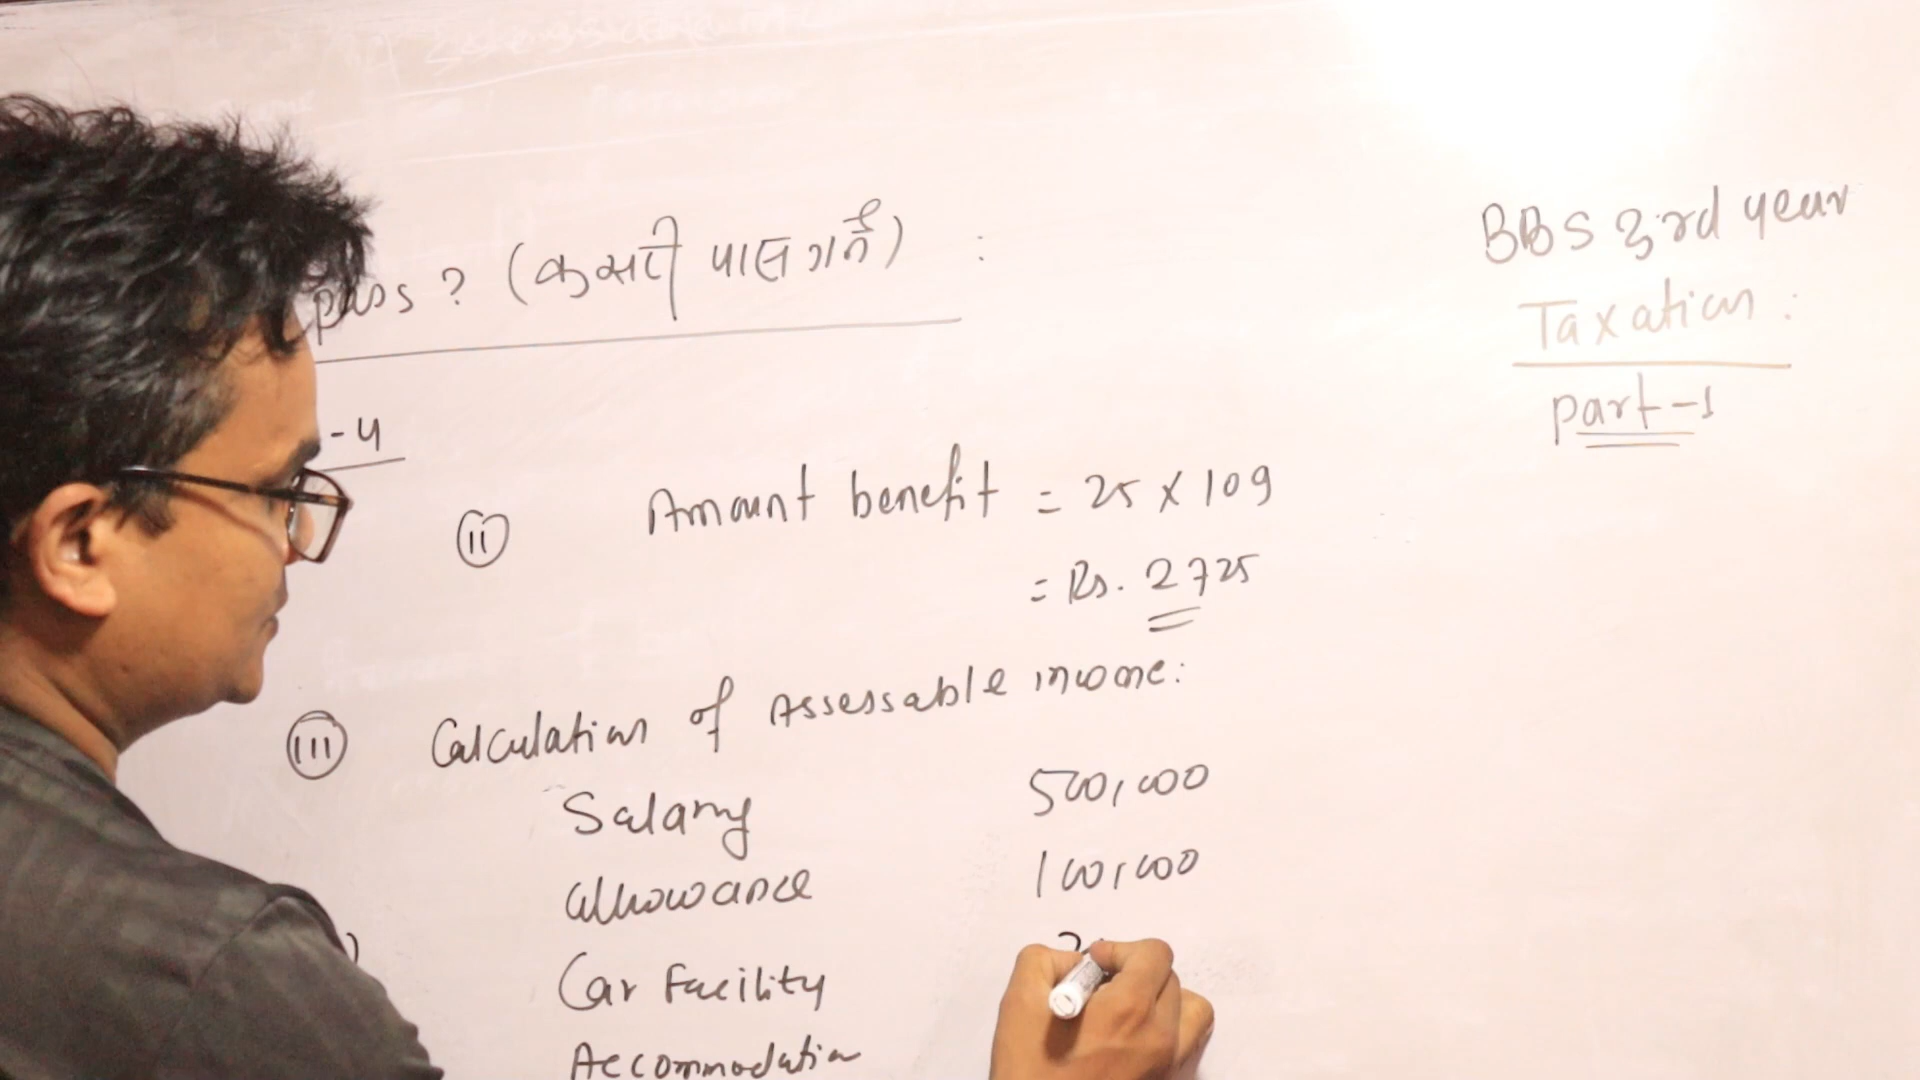 pass ? (कसरी पास गर्ने) :
BBS 3rd year
Taxation :
part-1
-4
(ii) Amount benefit = 25 x 109
= Rs. 2725
(iii) Calculation of Assessable income:
Salary 500,000
allowance 100,000
Car Facility
Accommodation